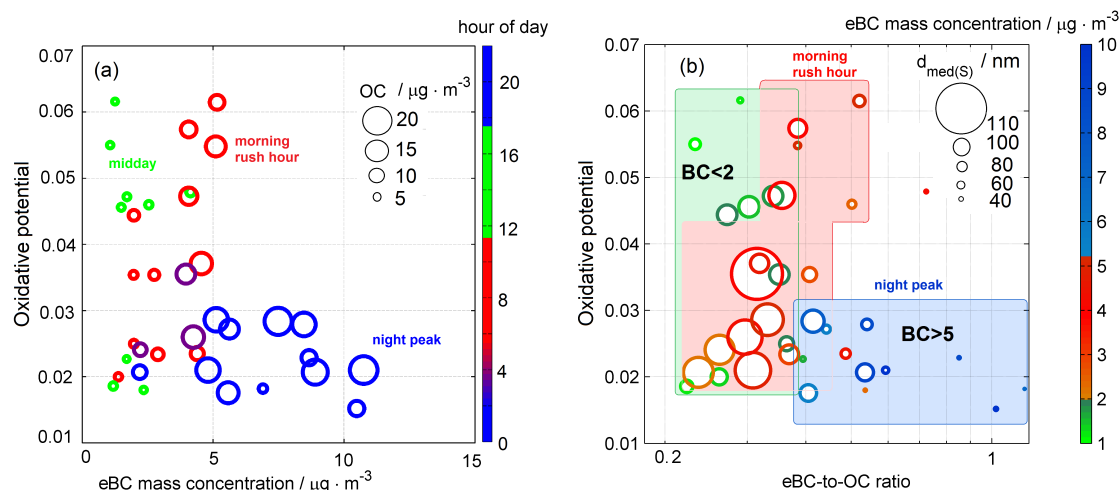 hour of day
0.07
0.06
0.05
0.04
0.03
0.02
0.01
Oxidative potential
(a)
OC / μg · m⁻³
20
15
10
5
midday
morning
rush hour
night peak
0
5
10
15
eBC mass concentration / μg · m⁻³
20
16
12
8
4
0
eBC mass concentration / μg · m⁻³
0.07
0.06
0.05
0.04
0.03
0.02
0.01
Oxidative potential
(b)
morning
rush hour
d med(S) / nm
110
100
80
60
40
BC<2
night peak
BC>5
0.2
1
eBC-to-OC ratio
10
9
8
7
6
5
4
3
2
1